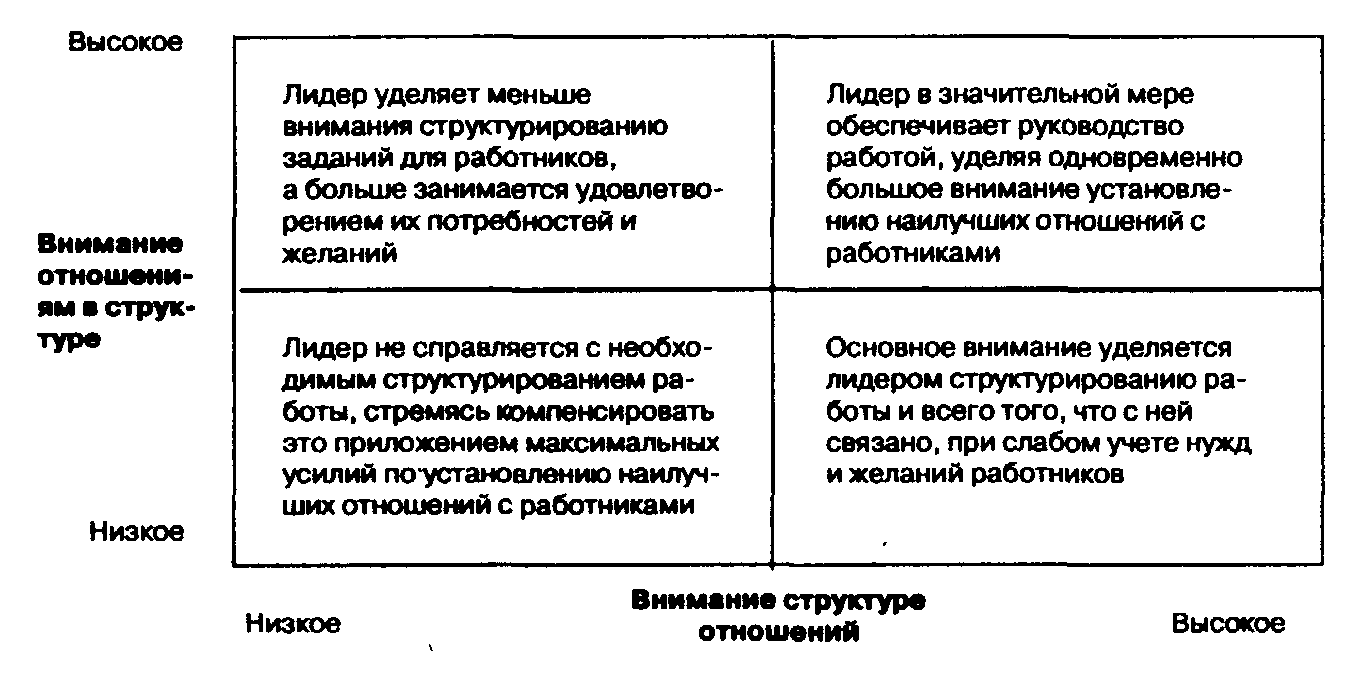 Высокое
Лидер уделяет меньше
внимания структурированию
заданий для работников,
а больше занимается удовлетво-
рением их потребностей и
желаний
Лидер в значительной мере
обеспечивает руководство
работой, уделяя одновременно
большое внимание установле-
нию наилучших отношений с
работниками
Внимание
отношени-
ям в струк-
туре
Лидер не справляется с необхо-
димым структурированием ра-
боты, стремясь компенсировать
это приложением максимальных
усилий по установлению наилуч-
ших отношений с работниками
Основное внимание уделяется
лидером структурированию ра-
боты и всего того, что с ней
связано, при слабом учете нужд
и желаний работников
Низкое
Низкое
Внимание структуре
отношений
Высокое